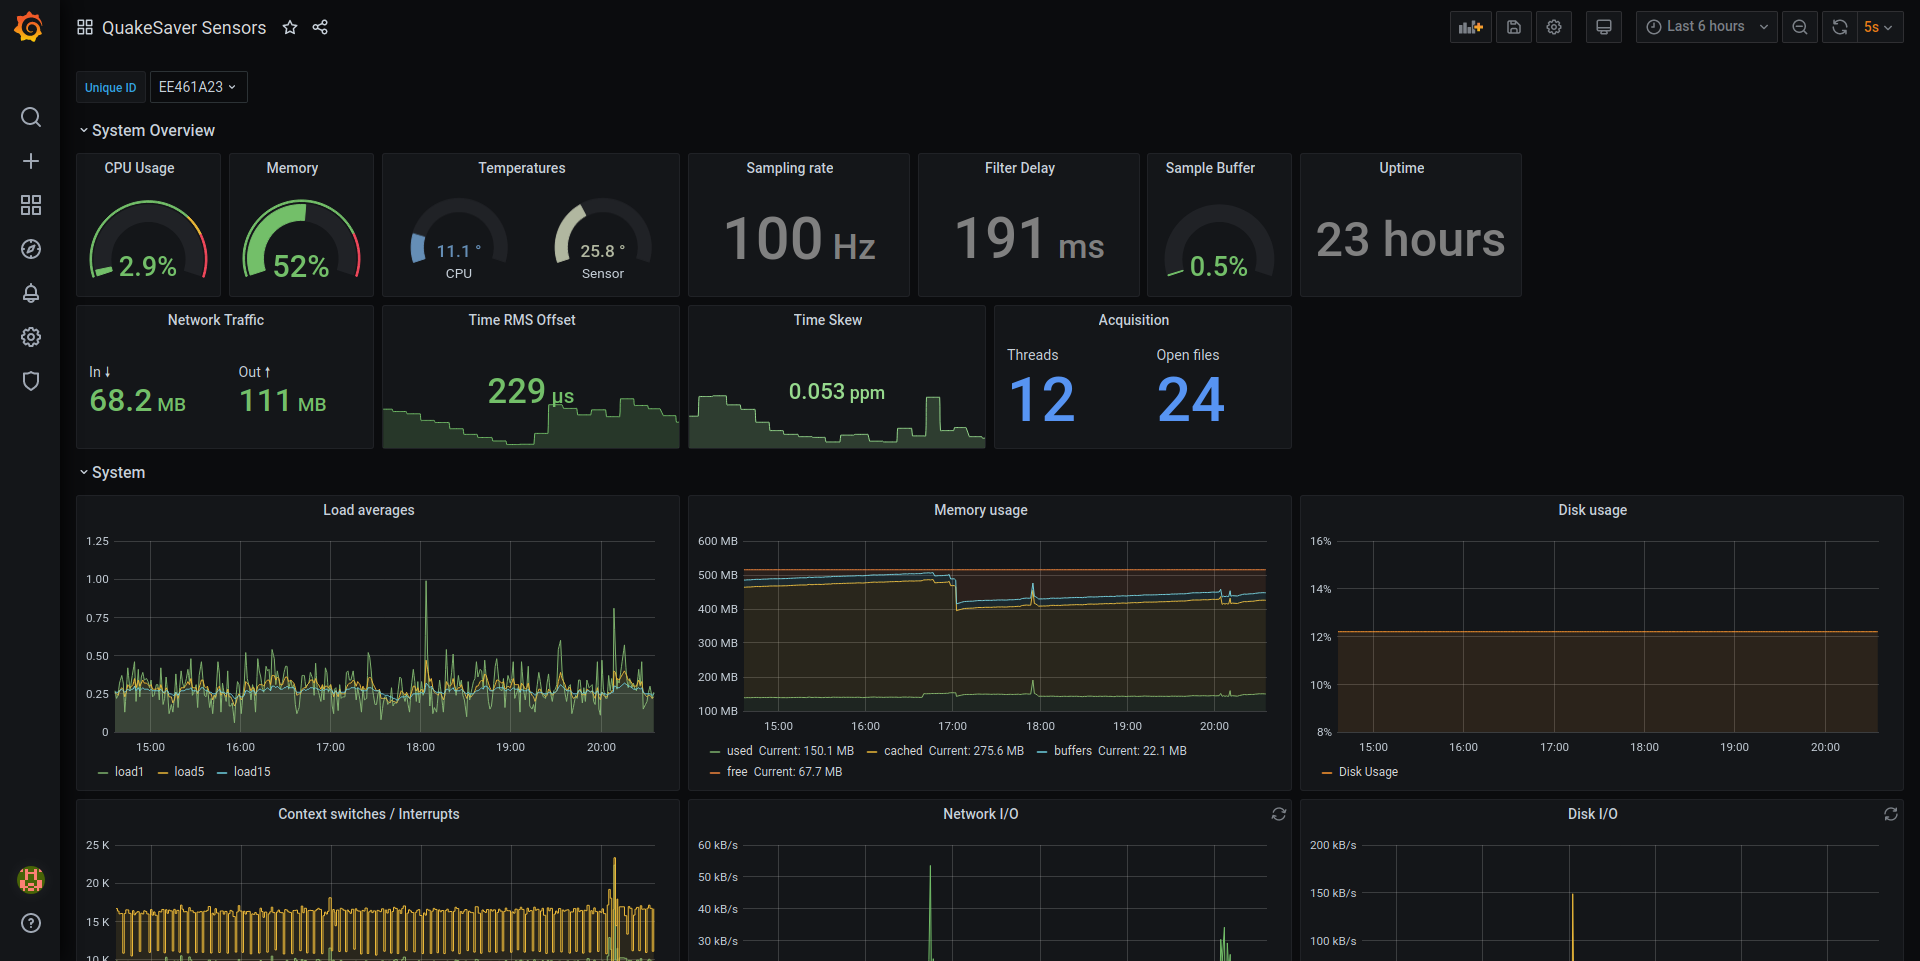 QuakeSaver Sensors
Last 6 hours
5s
Unique ID EE461A23
System Overview
CPU Usage
2.9%
Memory
52%
Temperatures
11.1 °
CPU
25.8 °
Sensor
Sampling rate
100 Hz
Filter Delay
191 ms
Sample Buffer
0.5%
Uptime
23 hours
Network Traffic
In ↓ Out ↑
68.2 MB 111 MB
Time RMS Offset
229 µs
Time Skew
0.053 ppm
Acquisition
Threads Open files
12 24
System
Load averages
1.25
1.00
0.75
0.50
0.25
0
15:00 16:00 17:00 18:00 19:00 20:00
load1 load5 load15
Memory usage
600 MB
500 MB
400 MB
300 MB
200 MB
100 MB
15:00 16:00 17:00 18:00 19:00 20:00
used Current: 150.1 MB cached Current: 275.6 MB buffers Current: 22.1 MB
free Current: 67.7 MB
Disk usage
16%
14%
12%
10%
8%
15:00 16:00 17:00 18:00 19:00 20:00
Disk Usage
Context switches / Interrupts
25 K
20 K
15 K
10 K
Network I/O
60 kB/s
50 kB/s
40 kB/s
30 kB/s
Disk I/O
200 kB/s
150 kB/s
100 kB/s